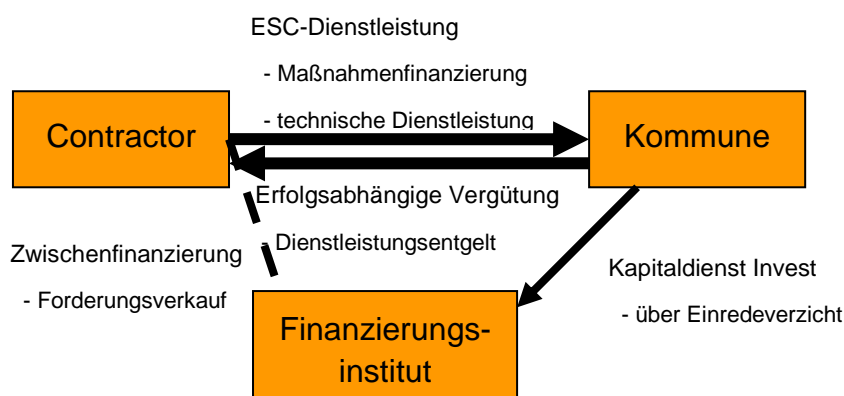 ESC-Dienstleistung
- Maßnahmenfinanzierung
- technische Dienstleistung
Contractor
Kommune
Erfolgsabhängige Vergütung
- Dienstleistungsentgelt
Zwischenfinanzierung
- Forderungsverkauf
Kapitaldienst Invest
- über Einredeverzicht
Finanzierungs-
institut